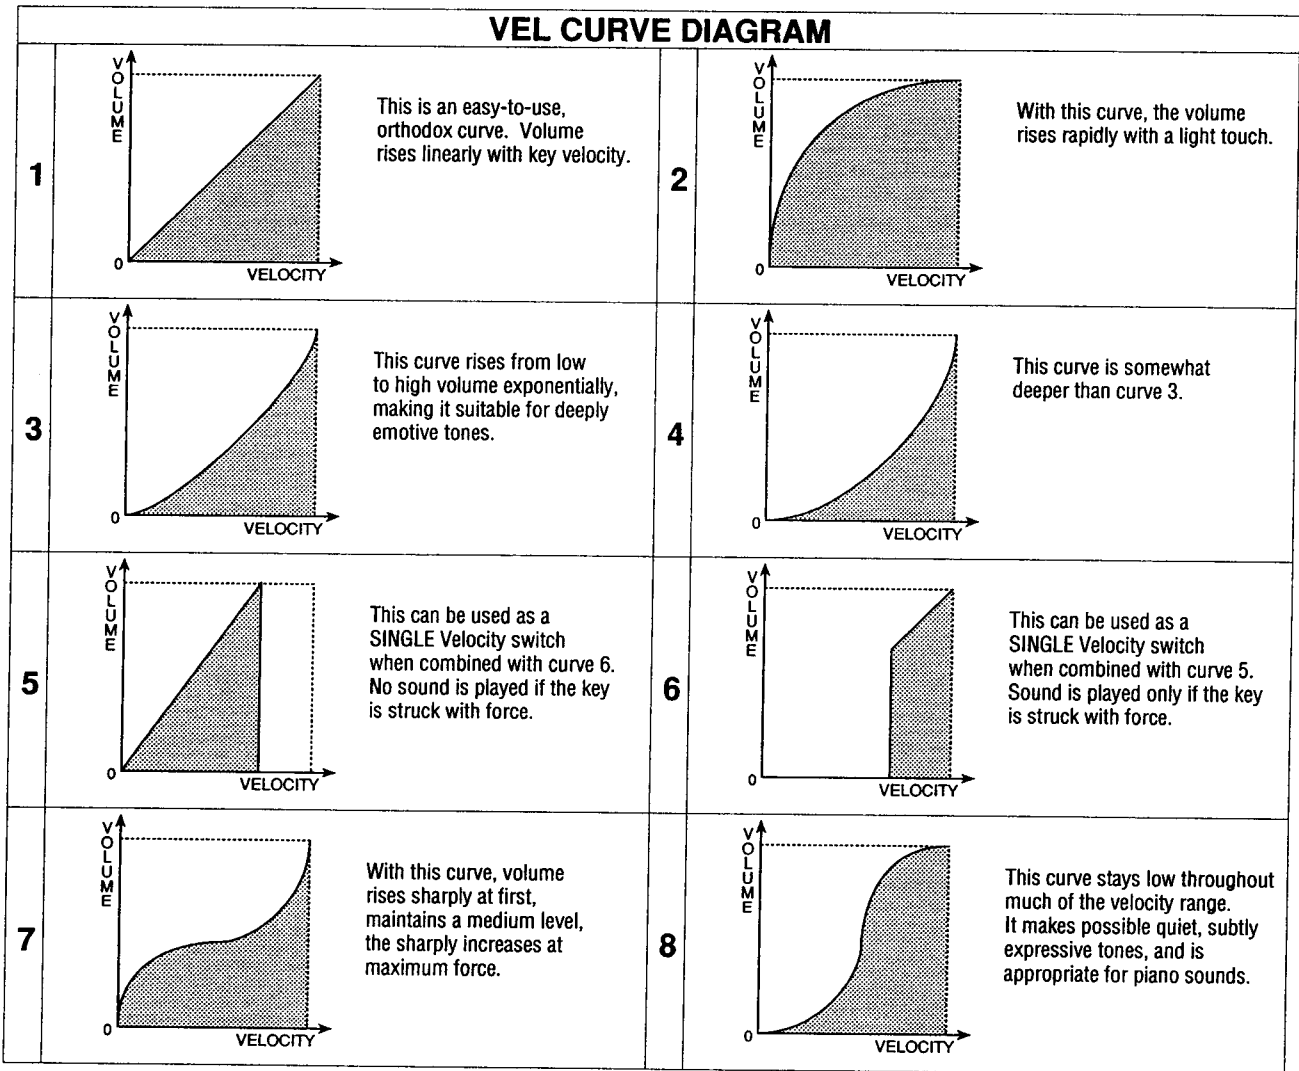 VEL CURVE DIAGRAM
1
VOLUME
0
VELOCITY
This is an easy-to-use,
orthodox curve. Volume
rises linearly with key velocity.
2
VOLUME
0
VELOCITY
With this curve, the volume
rises rapidly with a light touch.
3
VOLUME
0
VELOCITY
This curve rises from low
to high volume exponentially,
making it suitable for deeply
emotive tones.
4
VOLUME
0
VELOCITY
This curve is somewhat
deeper than curve 3.
5
VOLUME
0
VELOCITY
This can be used as a
SINGLE Velocity switch
when combined with curve 6.
No sound is played if the key
is struck with force.
6
VOLUME
0
VELOCITY
This can be used as a
SINGLE Velocity switch
when combined with curve 5.
Sound is played only if the key
is struck with force.
7
VOLUME
0
VELOCITY
With this curve, volume
rises sharply at first,
maintains a medium level,
the sharply increases at
maximum force.
8
VOLUME
0
VELOCITY
This curve stays low throughout
much of the velocity range.
It makes possible quiet, subtly
expressive tones, and is
appropriate for piano sounds.